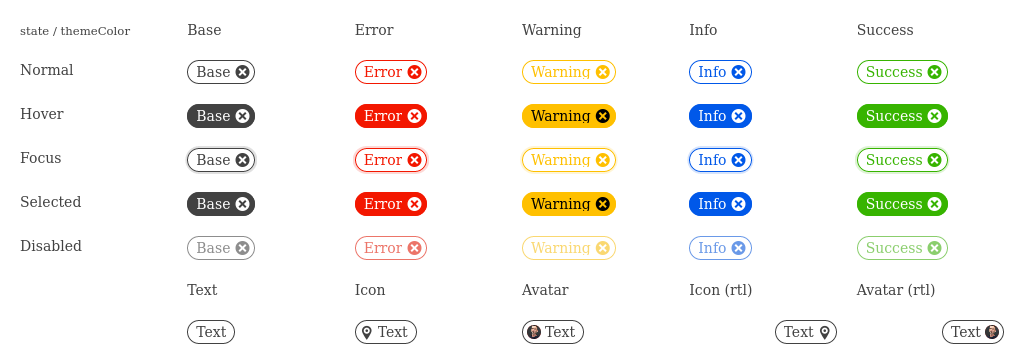 state / themeColor Base Error Warning Info Success
Normal Base Error Warning Info Success
Hover Base Error Warning Info Success
Focus Base Error Warning Info Success
Selected Base Error Warning Info Success
Disabled Base Error Warning Info Success
Text Icon Avatar Icon (rtl) Avatar (rtl)
Text Text Text Text Text